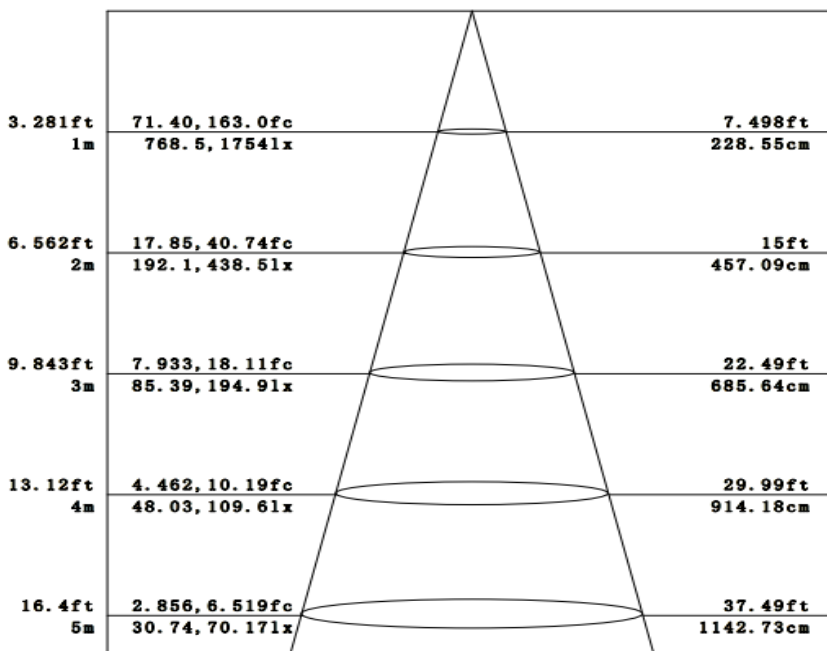 3.281ft 71.40,163.0fc 7.498ft
1m 768.5,1754lx 228.55cm
6.562ft 17.85,40.74fc 15ft
2m 192.1,438.5lx 457.09cm
9.843ft 7.933,18.11fc 22.49ft
3m 85.39,194.9lx 685.64cm
13.12ft 4.462,10.19fc 29.99ft
4m 48.03,109.6lx 914.18cm
16.4ft 2.856,6.519fc 37.49ft
5m 30.74,70.17lx 1142.73cm